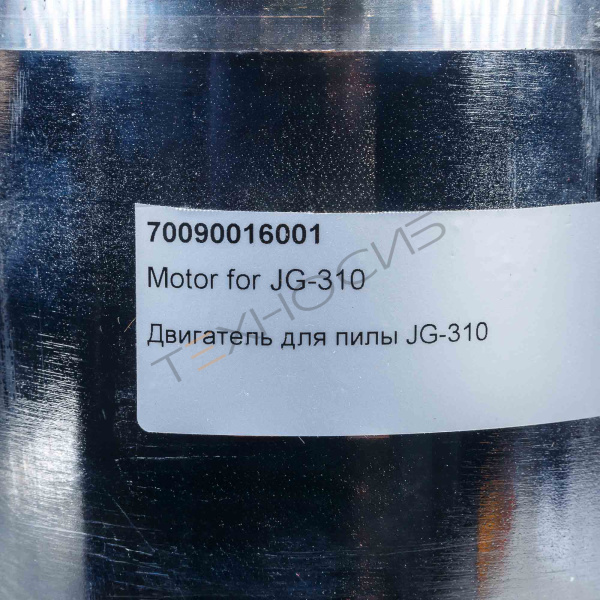 70090016001
Motor for JG-310
Двигатель для пилы JG-310
ТЕХНОСИБ